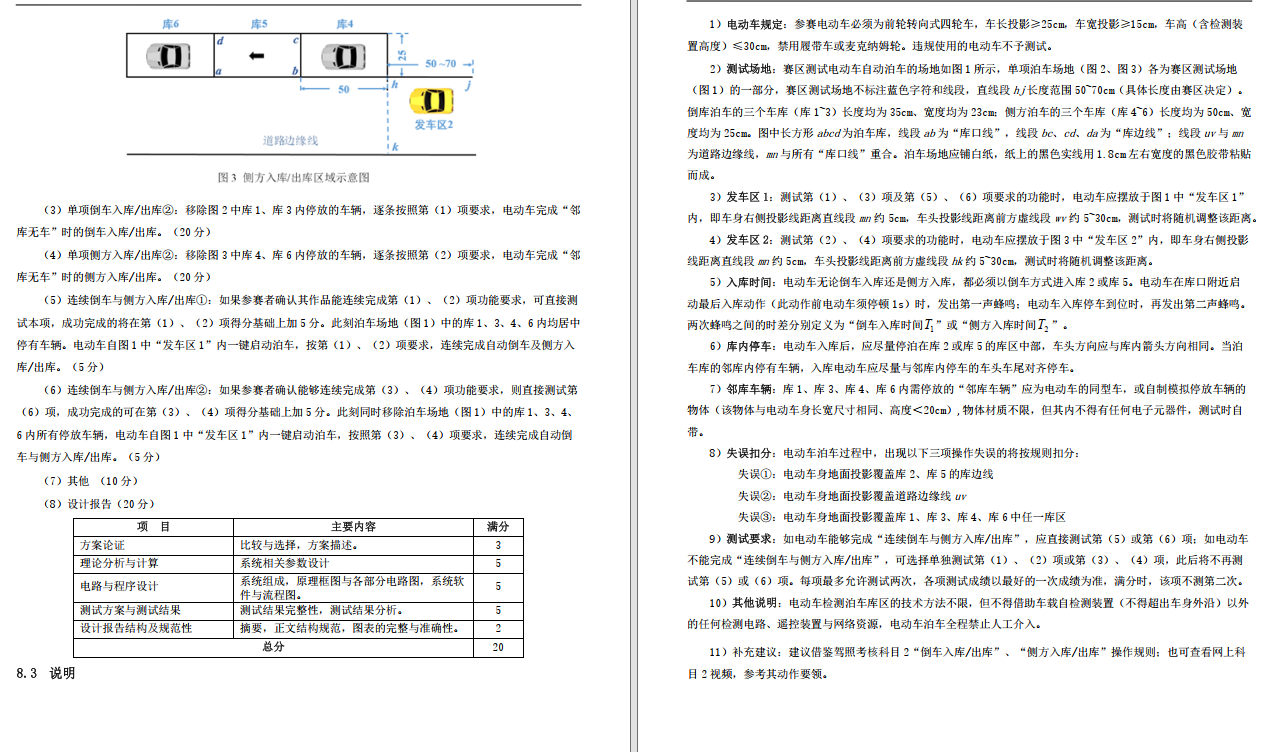 库6 库5 库4
d c
25
50 ~70
a b h j
50
发车区2
道路边缘线
k
图 3 侧方入库/出库区域示意图
（3）单项倒车入库/出库②：移除图 2 中库 1、库 3 内停放的车辆，逐条按照第（1）项要求，电动车完成“邻
库无车”时的倒车入库/出库。（20 分）
（4）单项侧方入库/出库②：移除图 3 中库 4、库 6 内停放的车辆，逐条按照第（2）项要求，电动车完成“邻
库无车”时的侧方入库/出库。（20 分）
（5）连续倒车与侧方入库/出库①：如果参赛者确认其作品能连续完成第（1）、（2）项功能要求，可直接测
试本项，成功完成的将在第（1）、（2）项得分基础上加 5 分。此刻泊车场地（图 1）中的库 1、3、4、6 内均居中
停有车辆。电动车自图 1 中“发车区 1”内一键启动泊车，按第（1）、（2）项要求，连续完成自动倒车及侧方入
库/出库。（5 分）
（6）连续倒车与侧方入库/出库②：如果参赛者确认能够连续完成第（3）、（4）项功能要求，则直接测试第
（6）项，成功完成的可在第（3）、（4）项得分基础上加 5 分。此刻同时移除泊车场地（图 1）中的库 1、3、4、
6 内所有停放车辆，电动车自图 1 中“发车区 1”内一键启动泊车，按照第（3）、（4）项要求，连续完成自动倒
车与侧方入库/出库。（5 分）
（7）其他 （10 分）
（8）设计报告（20 分）
项 目 主要内容 满分
方案论证 比较与选择，方案描述。 3
理论分析与计算 系统相关参数设计 5
电路与程序设计 系统组成，原理框图与各部分电路图，系统软
件与流程图。 5
测试方案与测试结果 测试结果完整性，测试结果分析。 5
设计报告结构及规范性 摘要，正文结构规范，图表的完整与准确性。 2
总分 20
8.3 说明
1）电动车规定：参赛电动车必须为前轮转向式四轮车，车长投影≥25cm，车宽投影≥15cm，车高（含检测装
置高度）≤30cm，禁用履带车或麦克纳姆轮。违规使用的电动车不予测试。
2）测试场地：赛区测试电动车自动泊车的场地如图 1 所示，单项泊车场地（图 2、图 3）各为赛区测试场地
（图 1）的一部分，赛区测试场地不标注蓝色字符和线段，直线段 hj 长度范围 50~70cm（具体长度由赛区决定）。
倒库泊车的三个车库（库 1~3）长度均为 35cm、宽度均为 23cm；侧方泊车的三个车库（库 4~6）长度均为 50cm、宽
度均为 25cm。图中长方形 abcd 为泊车库，线段 ab 为“库口线”，线段 bc、cd、da 为“库边线”；线段 uv 与 mn
为道路边缘线，mn 与所有“库口线”重合。泊车场地应铺白纸，纸上的黑色实线用 1.8cm 左右宽度的黑色胶带粘贴
而成。
3）发车区 1：测试第（1）、（3）项及第（5）、（6）项要求的功能时，电动车应摆放于图 1 中“发车区 1”
内，即车身右侧投影线距离直线段 mn 约 5cm，车头投影线距离前方虚线段 wv 约 5~30cm，测试时将随机调整该距离。
4）发车区 2：测试第（2）、（4）项要求的功能时，电动车应摆放于图 3 中“发车区 2”内，即车身右侧投影
线距离直线段 mn 约 5cm，车头投影线距离前方虚线段 hk 约 5~30cm，测试时将随机调整该距离。
5）入库时间：电动车无论倒车入库还是侧方入库，都必须以倒车方式进入库 2 或库 5。电动车在库口附近启
动最后入库动作（此动作前电动车须停顿 1s）时，发出第一声蜂鸣；电动车入库停车到位时，再发出第二声蜂鸣。
两次蜂鸣之间的时差分别定义为“倒车入库时间T₁”或“侧方入库时间T₂”。
6）库内停车：电动车入库后，应尽量停泊在库 2 或库 5 的库区中部，车头方向应与库内箭头方向相同。当泊
车库的邻库内停有车辆，入库电动车应尽量与邻库内停车的车头车尾对齐停车。
7）邻库车辆：库 1、库 3、库 4、库 6 内需停放的“邻库车辆”应为电动车的同型车，或自制模拟停放车辆的
物体（该物体与电动车身长宽尺寸相同、高度＜20cm）,物体材质不限，但其内不得有任何电子元器件，测试时自
带。
8）失误扣分：电动车泊车过程中，出现以下三项操作失误的将按规则扣分：
失误①：电动车身地面投影覆盖库 2、库 5 的库边线
失误②：电动车身地面投影覆盖道路边缘线 uv
失误③：电动车身地面投影覆盖库 1、库 3、库 4、库 6 中任一库区
9）测试要求：如电动车能够完成“连续倒车与侧方入库/出库”，应直接测试第（5）或第（6）项；如电动车
不能完成“连续倒车与侧方入库/出库”，可选择单独测试第（1）、（2）项或第（3）、（4）项，此后将不再测
试第（5）或（6）项。每项最多允许测试两次，各项测试成绩以最好的一次成绩为准，满分时，该项不测第二次。
10）其他说明：电动车检测泊车库区的技术方法不限，但不得借助车载自检测装置（不得超出车身外沿）以外
的任何检测电路、遥控装置与网络资源，电动车泊车全程禁止人工介入。
11）补充建议：建议借鉴驾照考核科目 2“倒车入库/出库”、“侧方入库/出库”操作规则；也可查看网上科
目 2 视频，参考其动作要领。